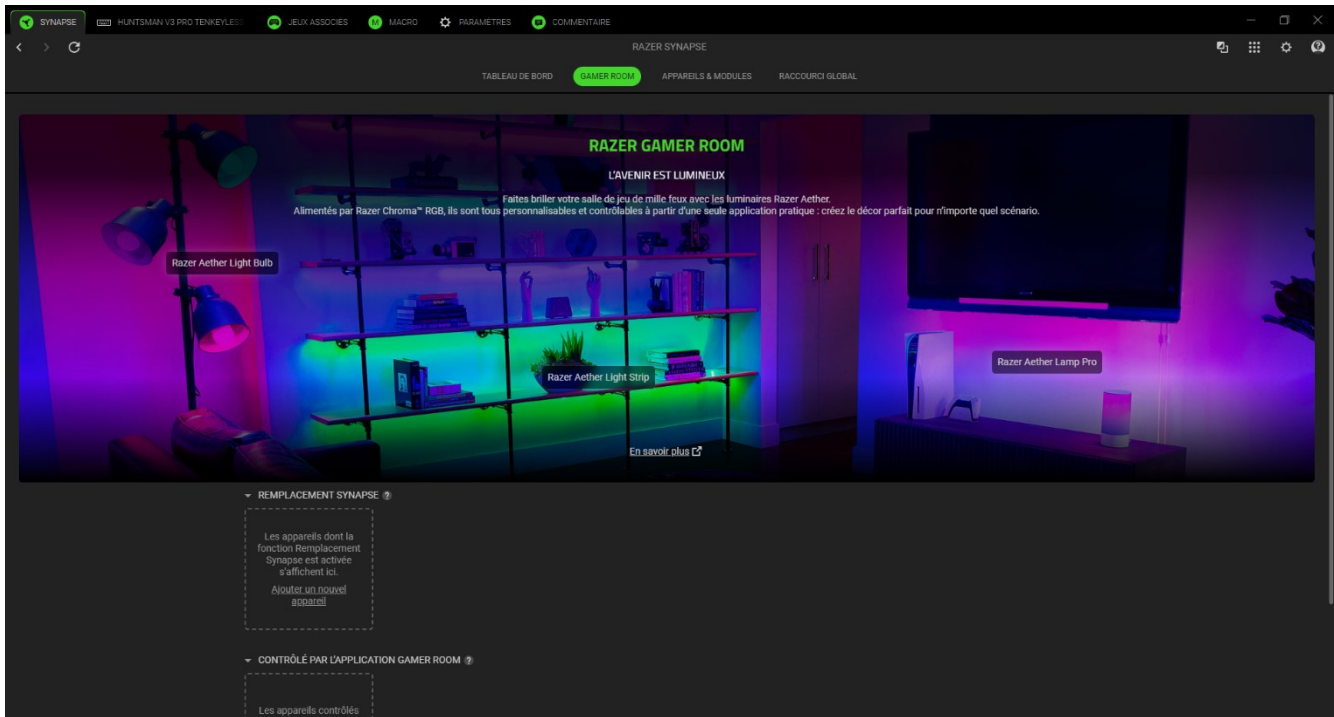 SYNAPSE
HUNTSMAN V3 PRO TENKEYLESS
JEUX ASSOCIÉS
MACRO
PARAMÈTRES
COMMENTAIRE
RAZER SYNAPSE
TABLEAU DE BORD
GAMER ROOM
APPAREILS & MODULES
RACCOURCI GLOBAL
RAZER GAMER ROOM
L'AVENIR EST LUMINEUX
Faites briller votre salle de jeu de mille feux avec les luminaires Razer Aether.
Alimentés par Razer Chroma™ RGB, ils sont tous personnalisables et contrôlables à partir d'une seule application pratique : créez le décor parfait pour n'importe quel scénario.
Razer Aether Light Bulb
Razer Aether Lamp Pro
Razer Aether Light Strip
En savoir plus
REMPLACEMENT SYNAPSE ?
Les appareils dont la
fonction Remplacement
Synapse est activée
s'affichent ici.
Ajouter un nouvel
appareil
CONTRÔLÉ PAR L'APPLICATION GAMER ROOM ?
Les appareils contrôlés